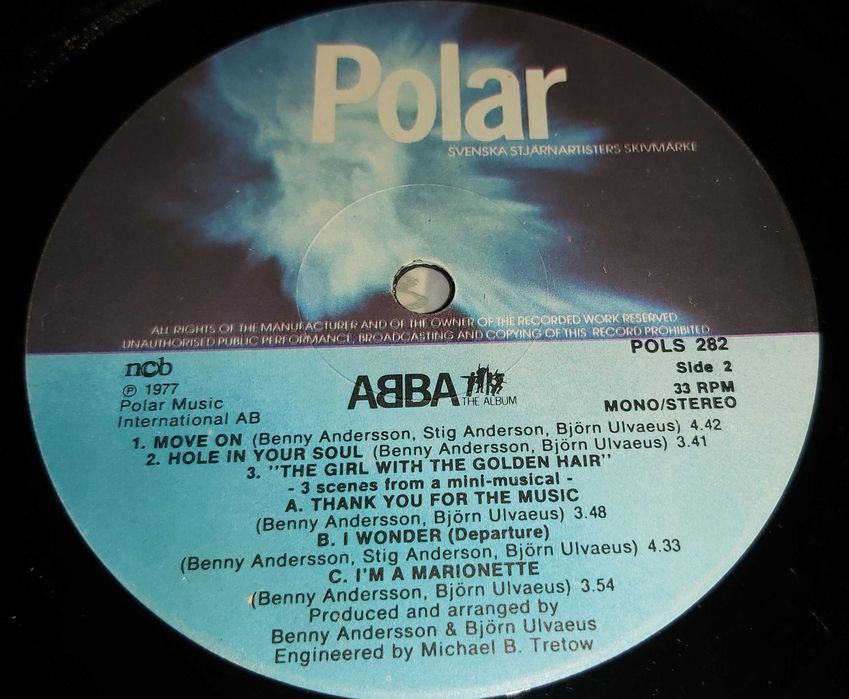 Polar
SVENSKA STJÄRNARTISTERS SKIVMÄRKE
ALL RIGHTS OF THE MANUFACTURER AND OF THE OWNER OF THE RECORDED WORK RESERVED
UNAUTHORISED PUBLIC PERFORMANCE, BROADCASTING AND COPYING OF THIS RECORD PROHIBITED
POLS 282
ncb
Side 2
℗ 1977
33 RPM
Polar Music
MONO/STEREO
International AB
ABBA THE ALBUM
1. MOVE ON (Benny Andersson, Stig Anderson, Björn Ulvaeus) 4.42
2. HOLE IN YOUR SOUL (Benny Andersson, Björn Ulvaeus) 3.41
3. "THE GIRL WITH THE GOLDEN HAIR"
- 3 scenes from a mini-musical -
A. THANK YOU FOR THE MUSIC
(Benny Andersson, Björn Ulvaeus) 3.48
B. I WONDER (Departure)
(Benny Andersson, Stig Anderson, Björn Ulvaeus) 4.33
C. I'M A MARIONETTE
(Benny Andersson, Björn Ulvaeus) 3.54
Produced and arranged by
Benny Andersson & Björn Ulvaeus
Engineered by Michael B. Tretow